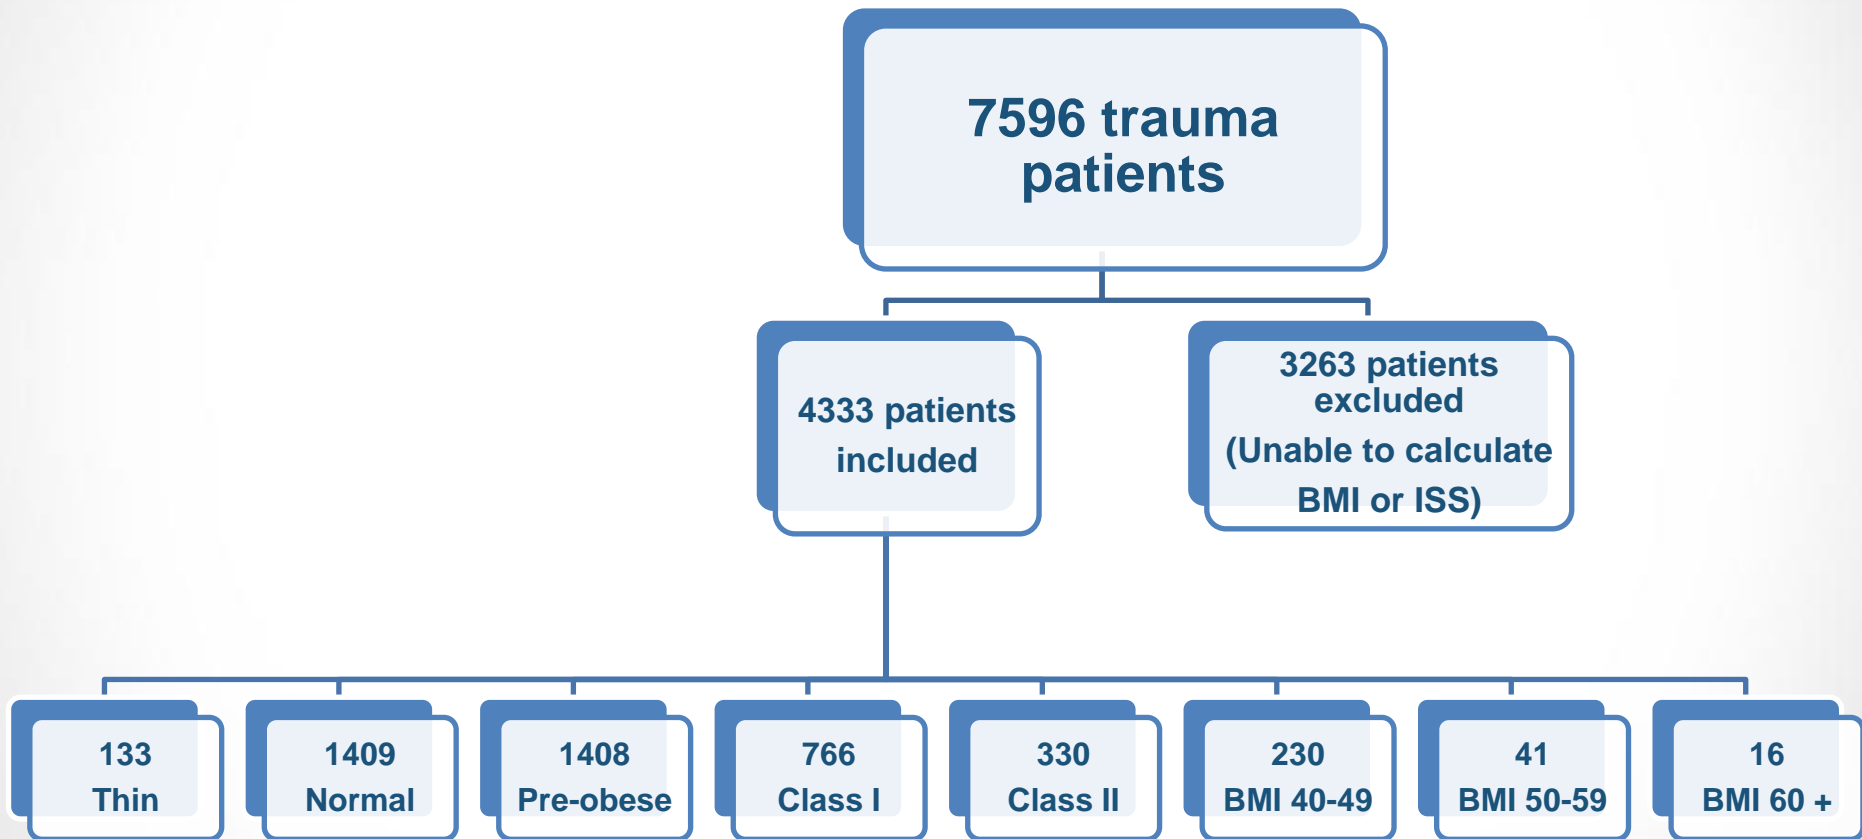 7596 trauma
patients
4333 patients
included
3263 patients
excluded
(Unable to calculate
BMI or ISS)
133
Thin
1409
Normal
1408
Pre-obese
766
Class I
330
Class II
230
BMI 40-49
41
BMI 50-59
16
BMI 60 +